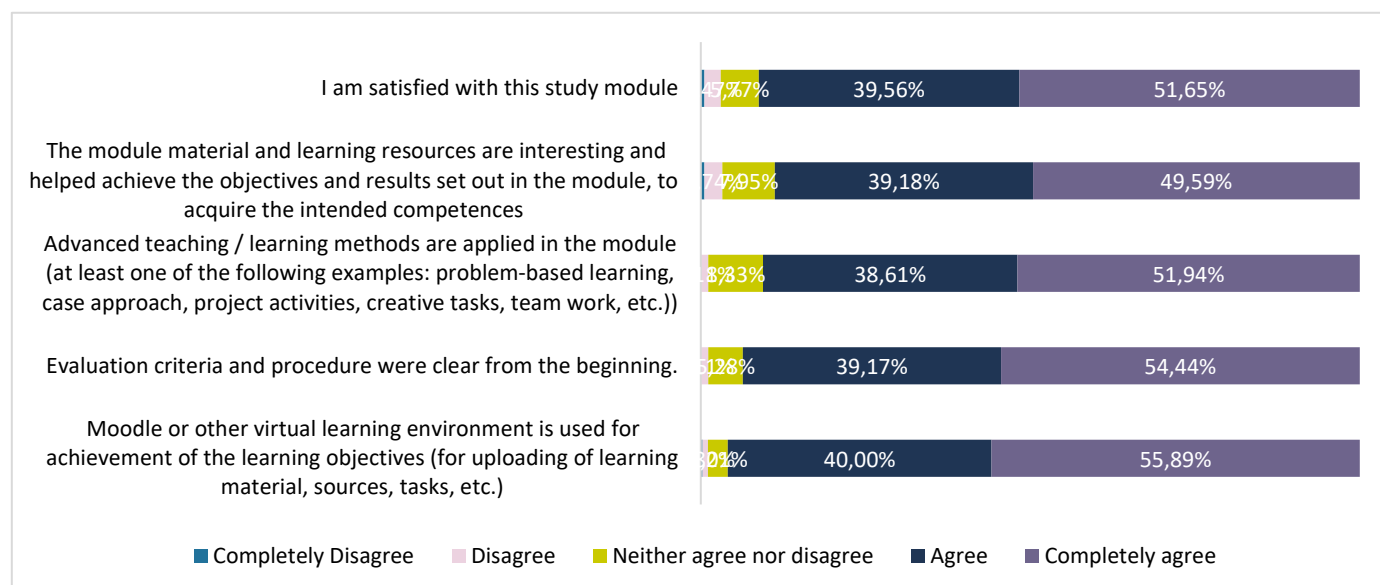 I am satisfied with this study module
39,56%
51,65%
The module material and learning resources are interesting and
helped achieve the objectives and results set out in the module, to
acquire the intended competences
7,95%
39,18%
49,59%
Advanced teaching / learning methods are applied in the module
(at least one of the following examples: problem-based learning,
case approach, project activities, creative tasks, team work, etc.))
38,61%
51,94%
Evaluation criteria and procedure were clear from the beginning.
39,17%
54,44%
Moodle or other virtual learning environment is used for
achievement of the learning objectives (for uploading of learning
material, sources, tasks, etc.)
40,00%
55,89%
Completely Disagree
Disagree
Neither agree nor disagree
Agree
Completely agree